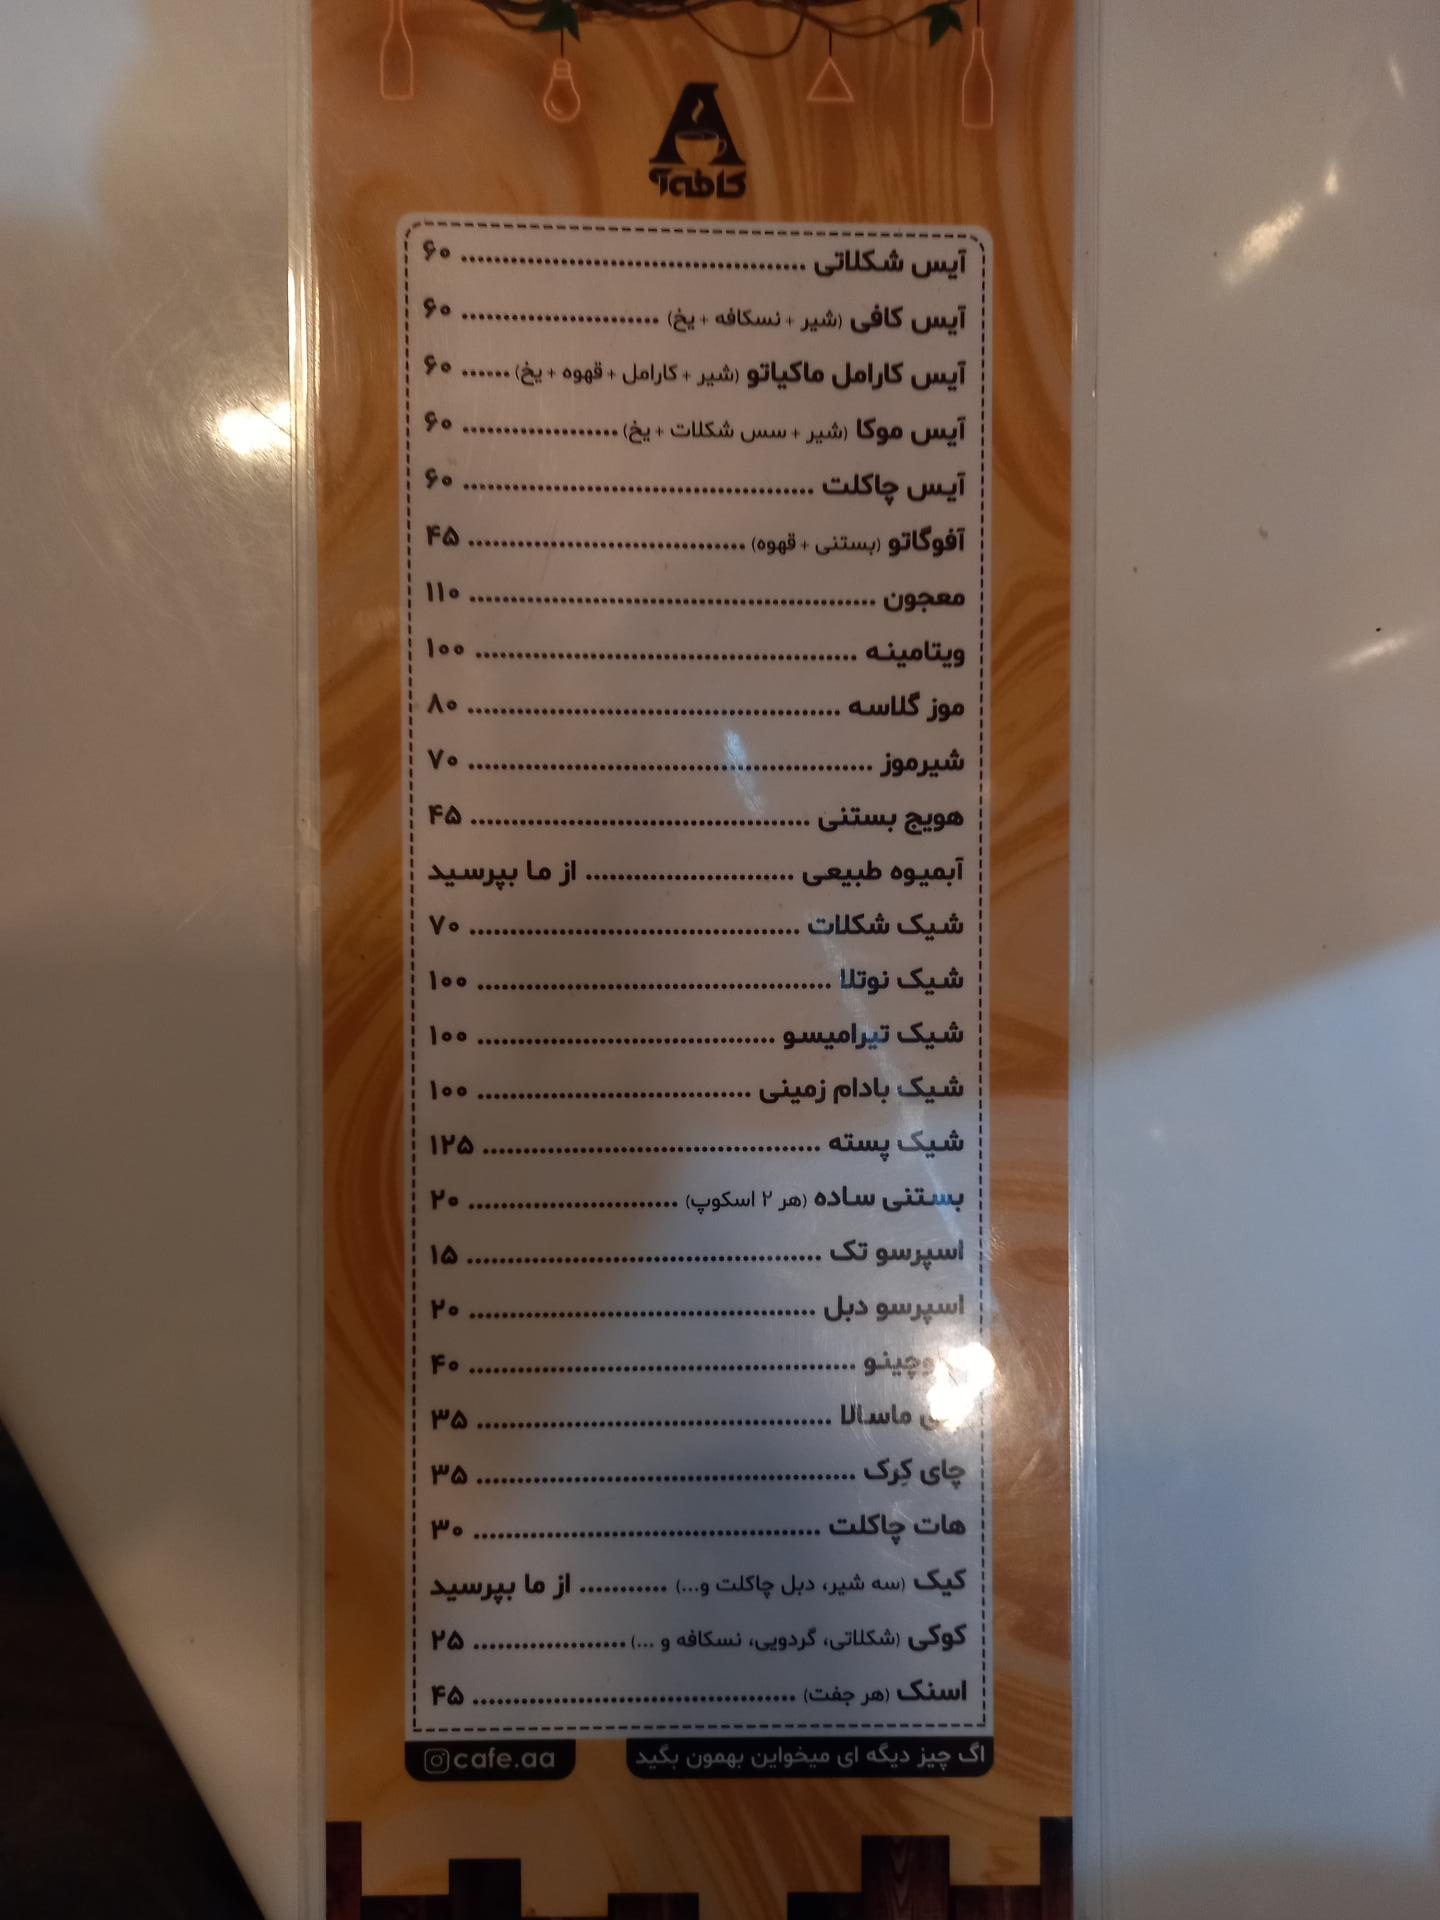 A
کافه آ
آیس شکلاتی ........ ۶۰
آیس کافی (شیر + نسکافه + یخ) ........ ۶۰
آیس کارامل ماکیاتو (شیر + کارامل + قهوه + یخ) ...... ۶۰
آیس موکا (شیر + سس شکلات + یخ) ........ ۶۰
آیس چاکلت ........ ۶۰
آفوگاتو (بستنی + قهوه) ........ ۴۵
معجون ........ ۱۱۰
ویتامینه ........ ۱۰۰
موز گلاسه ........ ۸۰
شیرموز ........ ۷۰
هویج بستنی ........ ۴۵
آبمیوه طبیعی ........ از ما بپرسید
شیک شکلات ........ ۷۰
شیک نوتلا ........ ۱۰۰
شیک تیرامیسو ........ ۱۰۰
شیک بادام زمینی ........ ۱۰۰
شیک پسته ........ ۱۲۵
بستنی ساده (هر ۲ اسکوپ) ........ ۲۰
اسپرسو تک ........ ۱۵
اسپرسو دبل ........ ۲۰
........ ۴۰
ماسالا ........ ۳۵
چای کِرک ........ ۳۵
هات چاکلت ........ ۳۰
کیک (سه شیر، دبل چاکلت و...) ........ از ما بپرسید
کوکی (شکلاتی، گردویی، نسکافه و ...) ........ ۲۵
اسنک (هر جفت) ........ ۴۵
اگ چیز دیگه ای میخواین بهمون بگید
cafe.aa